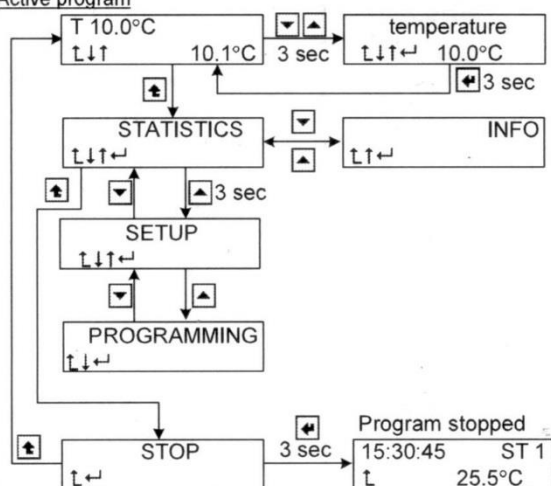 Active program
T 10.0°C
↥↓↑ 10.1°C
▼ ▲
3 sec
temperature
↥↓↑↵ 10.0°C
↵ 3 sec
↥
STATISTICS
↥↓↑↵
▼
▲
INFO
↥↑↵
↥
▼
▲ 3 sec
SETUP
↥↓↑↵
▼
▲
PROGRAMMING
↥↓↵
↥
STOP
↥↵
↵
3 sec
Program stopped
15:30:45 ST 1
↥ 25.5°C